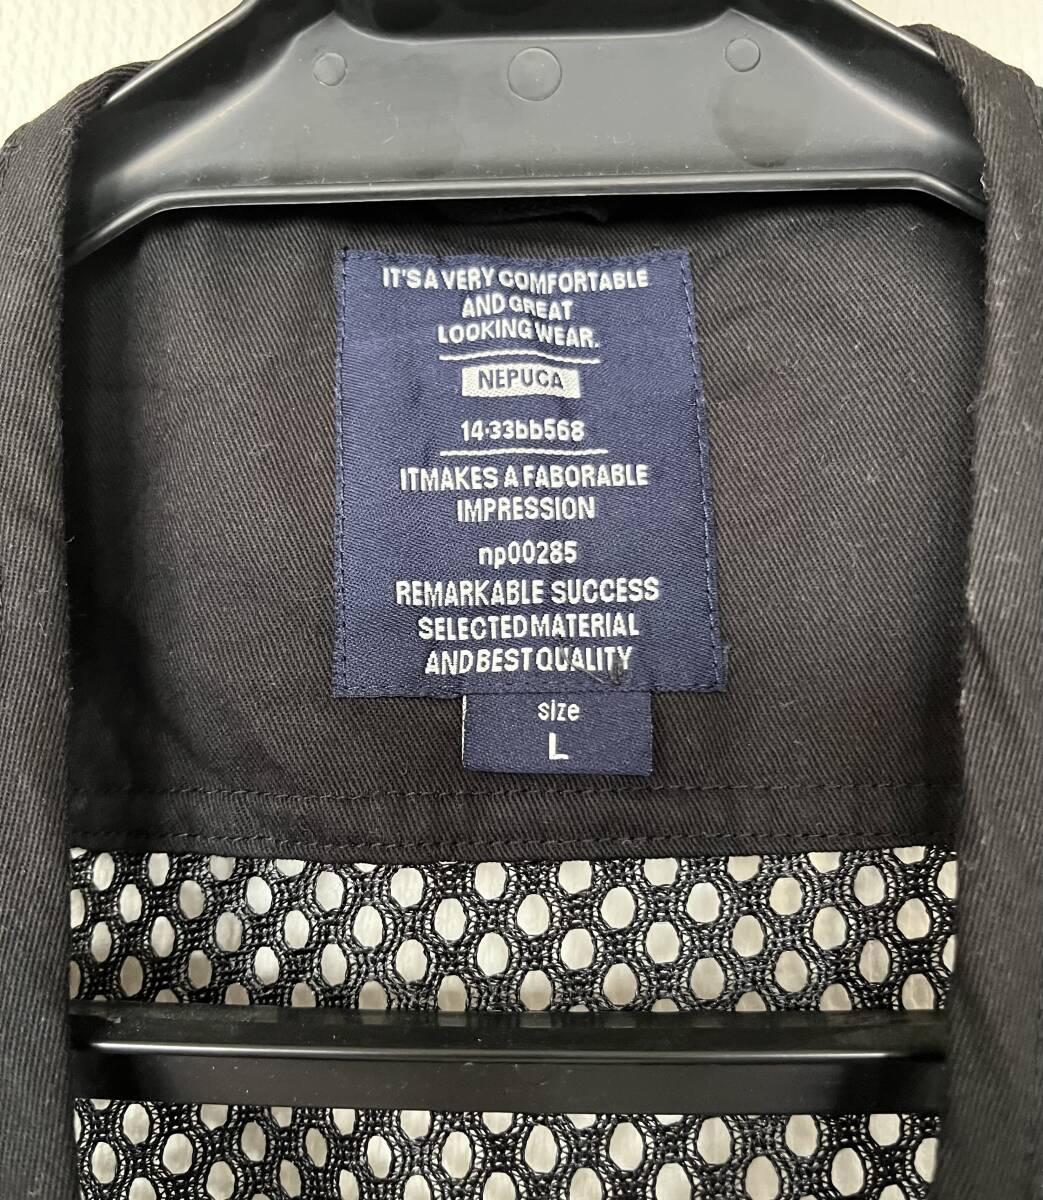 IT'S A VERY COMFORTABLE
AND GREAT
LOOKING WEAR.
NEPUCA
14·33bb568
ITMAKES A FABORABLE
IMPRESSION
np00285
REMARKABLE SUCCESS
SELECTED MATERIAL
AND BEST QUALITY
size
L